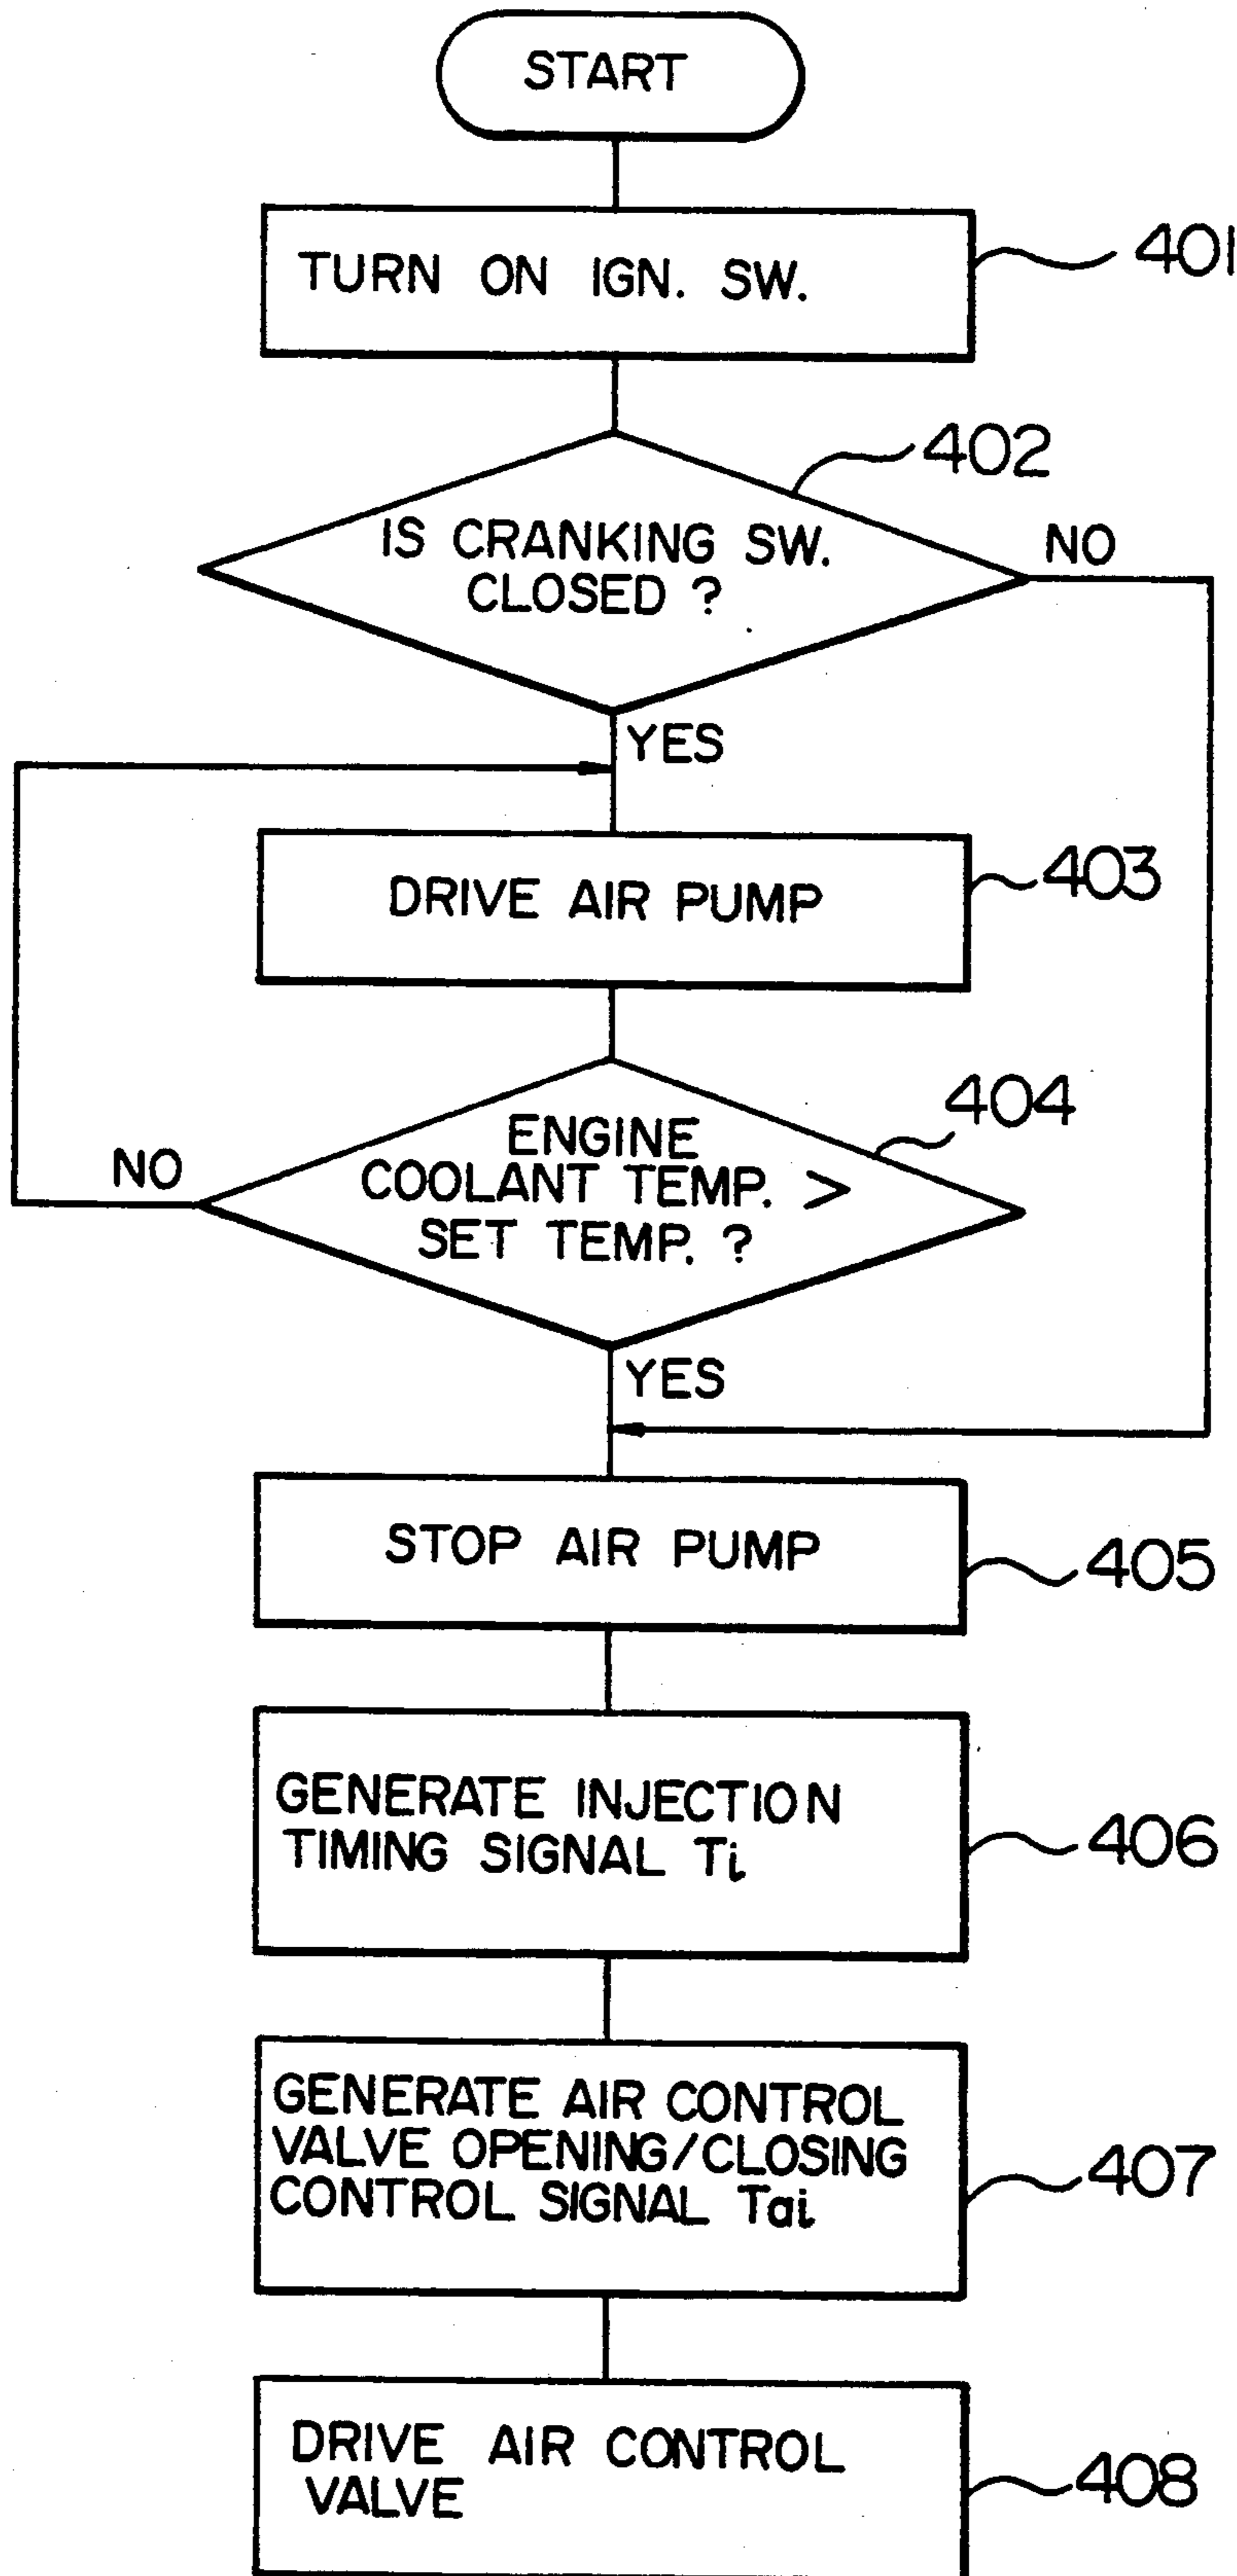 START
TURN ON IGN. SW.
401
402
IS CRANKING SW.
CLOSED ?
NO
YES
DRIVE AIR PUMP
403
404
ENGINE
COOLANT TEMP. >
SET TEMP. ?
NO
YES
STOP AIR PUMP
405
GENERATE INJECTION
TIMING SIGNAL Ti
406
GENERATE AIR CONTROL
VALVE OPENING/CLOSING
CONTROL SIGNAL Tai
407
DRIVE AIR CONTROL
VALVE
408